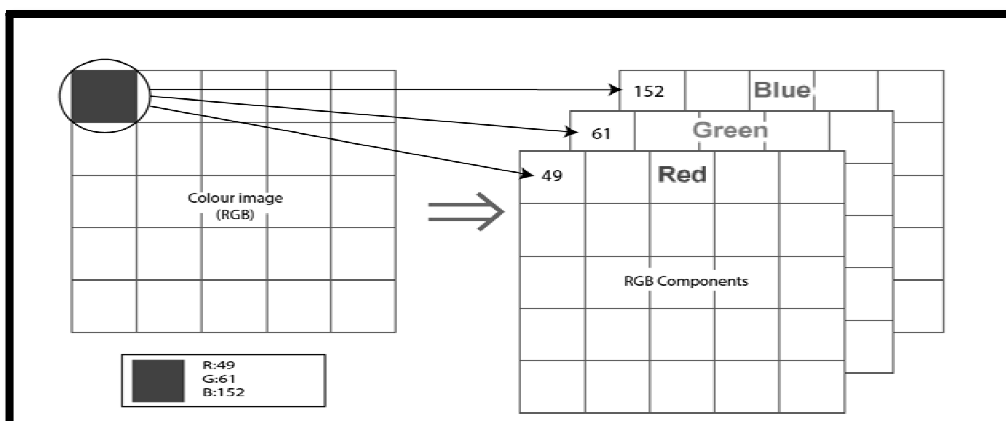 152 Blue
61 Green
49 Red
Colour image
(RGB)
RGB Components
R:49
G:61
B:152